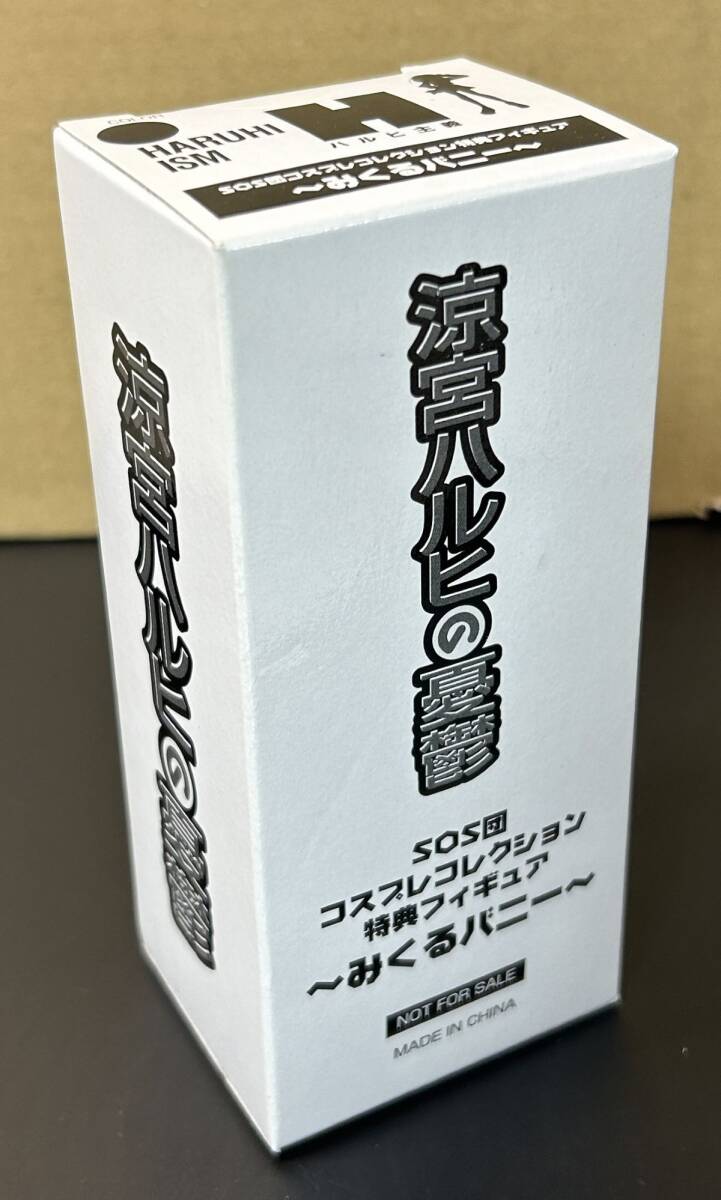 COLOR
HARUHI
ISM
ハルヒ主義
SOS団コスプレコレクション特典フィギュア
～みくるバニー～
涼宮ハルヒの憂鬱
涼宮ハルヒの憂鬱
SOS団
コスプレコレクション
特典フィギュア
～みくるバニー～
NOT FOR SALE
MADE IN CHINA